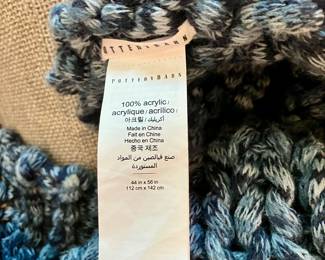 POTTERYBARN
POTTERYBARN
100% acrylic/
acrylique/acrílico/
아크릴/أكريليك
Made in China
Fait en Chine
Hecho en China
중국 제조
صنع في الصين من المواد
المستوردة
44 in x 56 in
112 cm x 142 cm